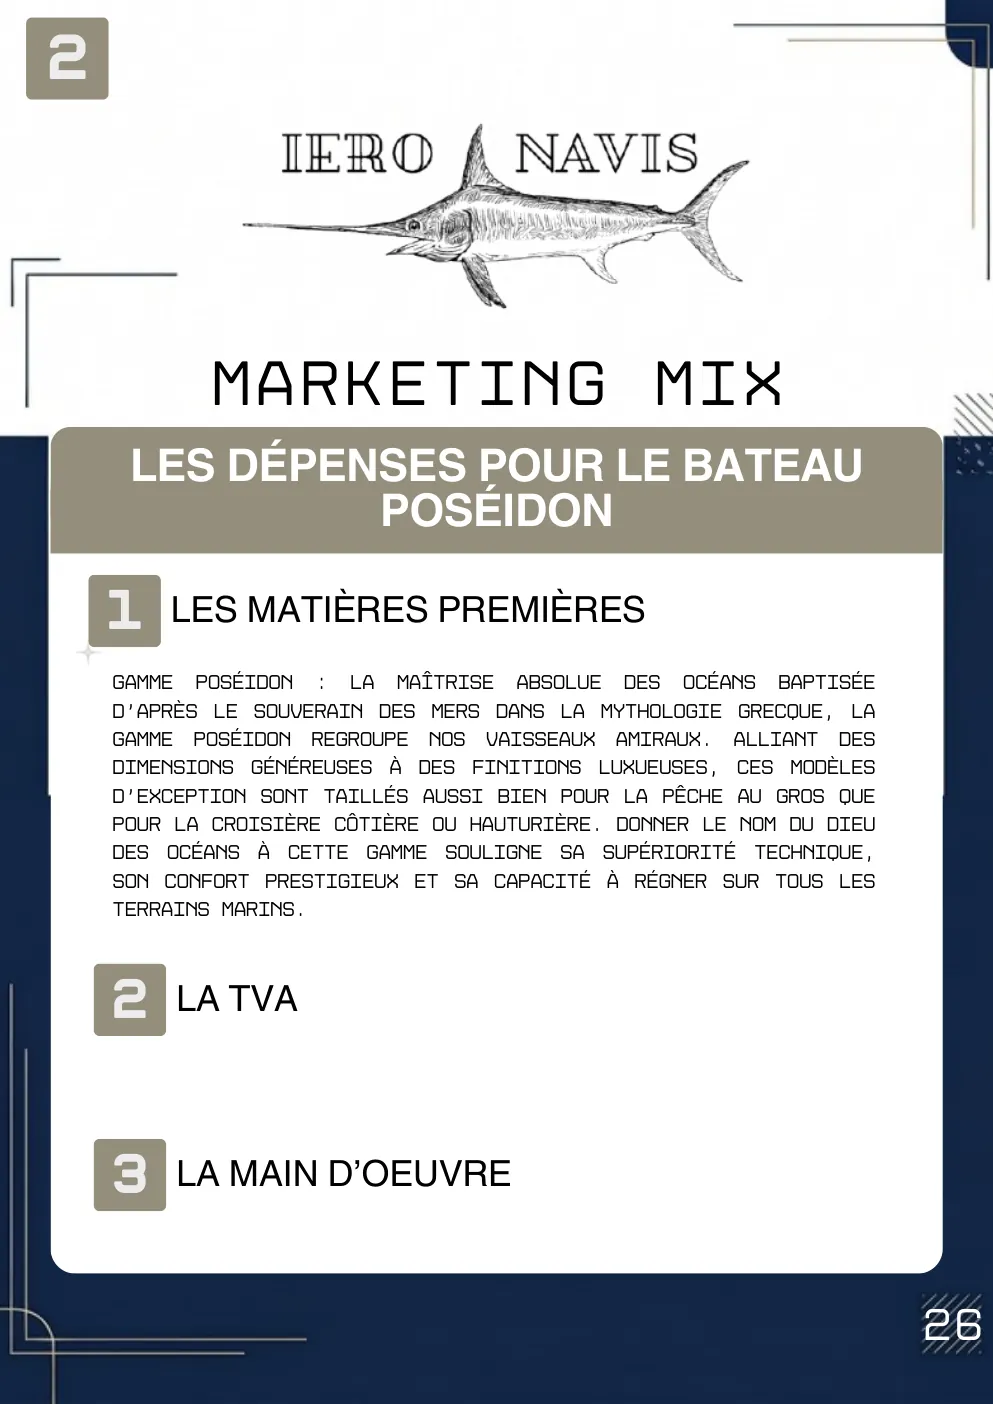 2
IERO NAVIS
MARKETING MIX
LES DÉPENSES POUR LE BATEAU
POSÉIDON
1 LES MATIÈRES PREMIÈRES
GAMME POSÉIDON : LA MAÎTRISE ABSOLUE DES OCÉANS BAPTISÉE
D'APRÈS LE SOUVERAIN DES MERS DANS LA MYTHOLOGIE GRECQUE, LA
GAMME POSÉIDON REGROUPE NOS VAISSEAUX AMIRAUX. ALLIANT DES
DIMENSIONS GÉNÉREUSES À DES FINITIONS LUXUEUSES, CES MODÈLES
D'EXCEPTION SONT TAILLÉS AUSSI BIEN POUR LA PÊCHE AU GROS QUE
POUR LA CROISIÈRE CÔTIÈRE OU HAUTURIÈRE. DONNER LE NOM DU DIEU
DES OCÉANS À CETTE GAMME SOULIGNE SA SUPÉRIORITÉ TECHNIQUE,
SON CONFORT PRESTIGIEUX ET SA CAPACITÉ À RÉGNER SUR TOUS LES
TERRAINS MARINS.
2 LA TVA
3 LA MAIN D’OEUVRE
26